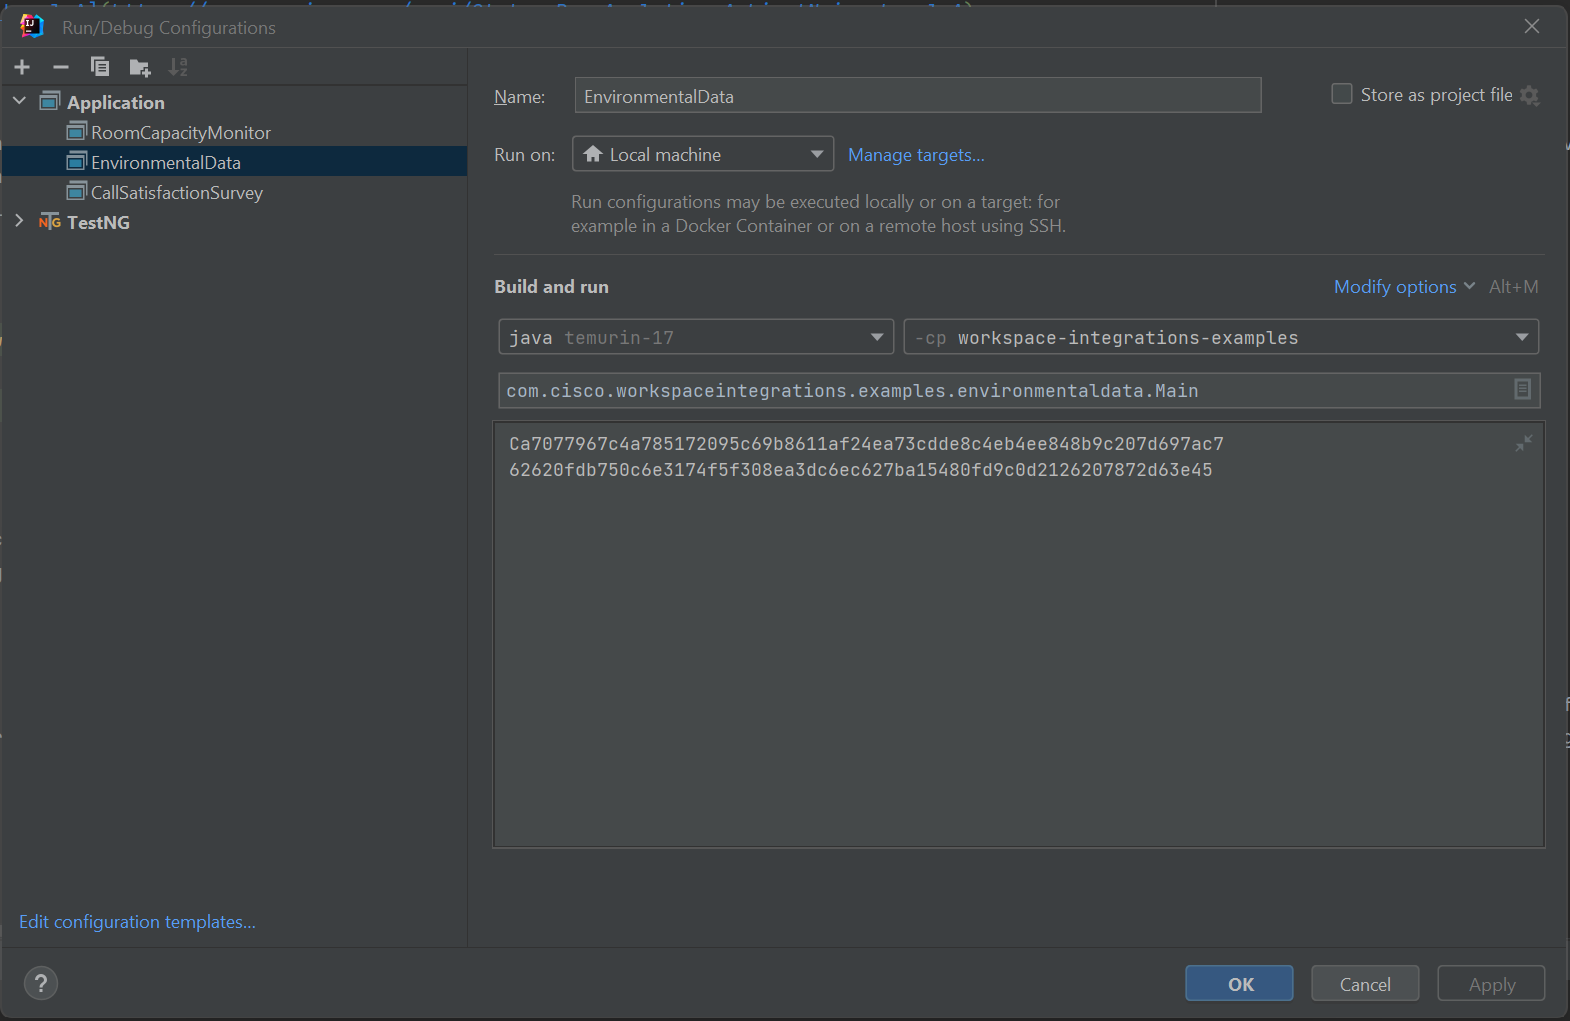 Run/Debug Configurations
Application
RoomCapacityMonitor
EnvironmentalData
CallSatisfactionSurvey
TestNG
Edit configuration templates...
Name: EnvironmentalData
Store as project file
Run on: Local machine Manage targets...
Run configurations may be executed locally or on a target: for
example in a Docker Container or on a remote host using SSH.
Build and run
Modify options Alt+M
java temurin-17
-cp workspace-integrations-examples
com.cisco.workspaceintegrations.examples.environmentaldata.Main
Ca7077967c4a785172095c69b8611af24ea73cdde8c4eb4ee848b9c207d697ac7
62620fdb750c6e3174f5f308ea3dc6ec627ba15480fd9c0d2126207872d63e45
?
OK
Cancel
Apply